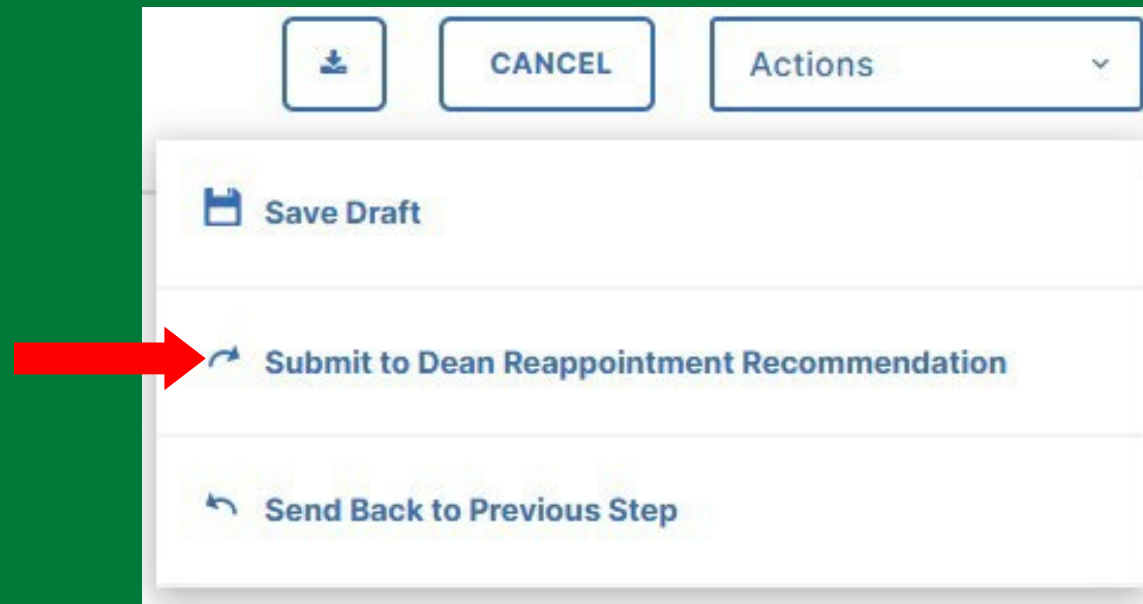 CANCEL Actions
Save Draft
Submit to Dean Reappointment Recommendation
Send Back to Previous Step